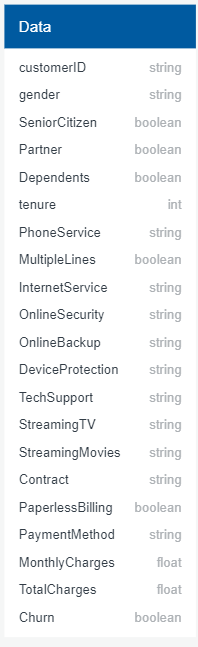 Data
customerID string
gender string
SeniorCitizen boolean
Partner boolean
Dependents boolean
tenure int
PhoneService string
MultipleLines boolean
InternetService string
OnlineSecurity string
OnlineBackup string
DeviceProtection string
TechSupport string
StreamingTV string
StreamingMovies string
Contract string
PaperlessBilling boolean
PaymentMethod string
MonthlyCharges float
TotalCharges float
Churn boolean